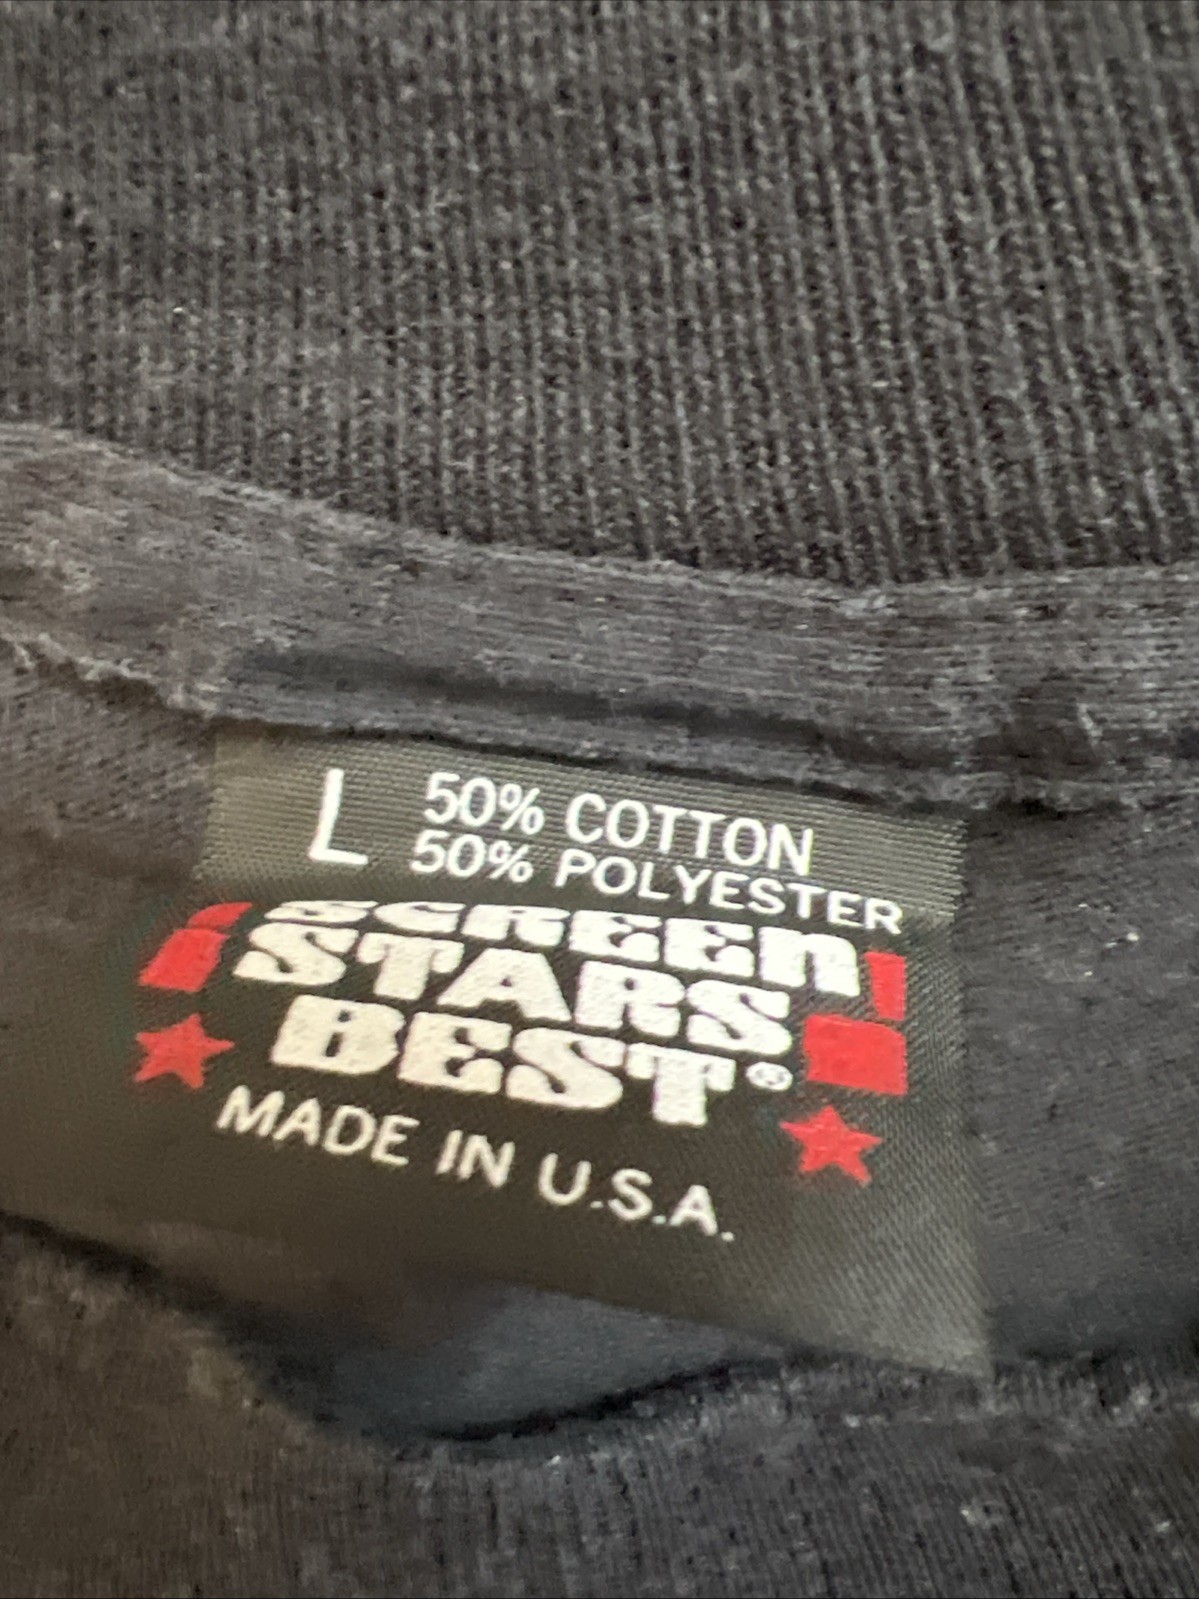 L 50% COTTON
50% POLYESTER
SCREEN
STARS
BEST®
MADE IN U.S.A.